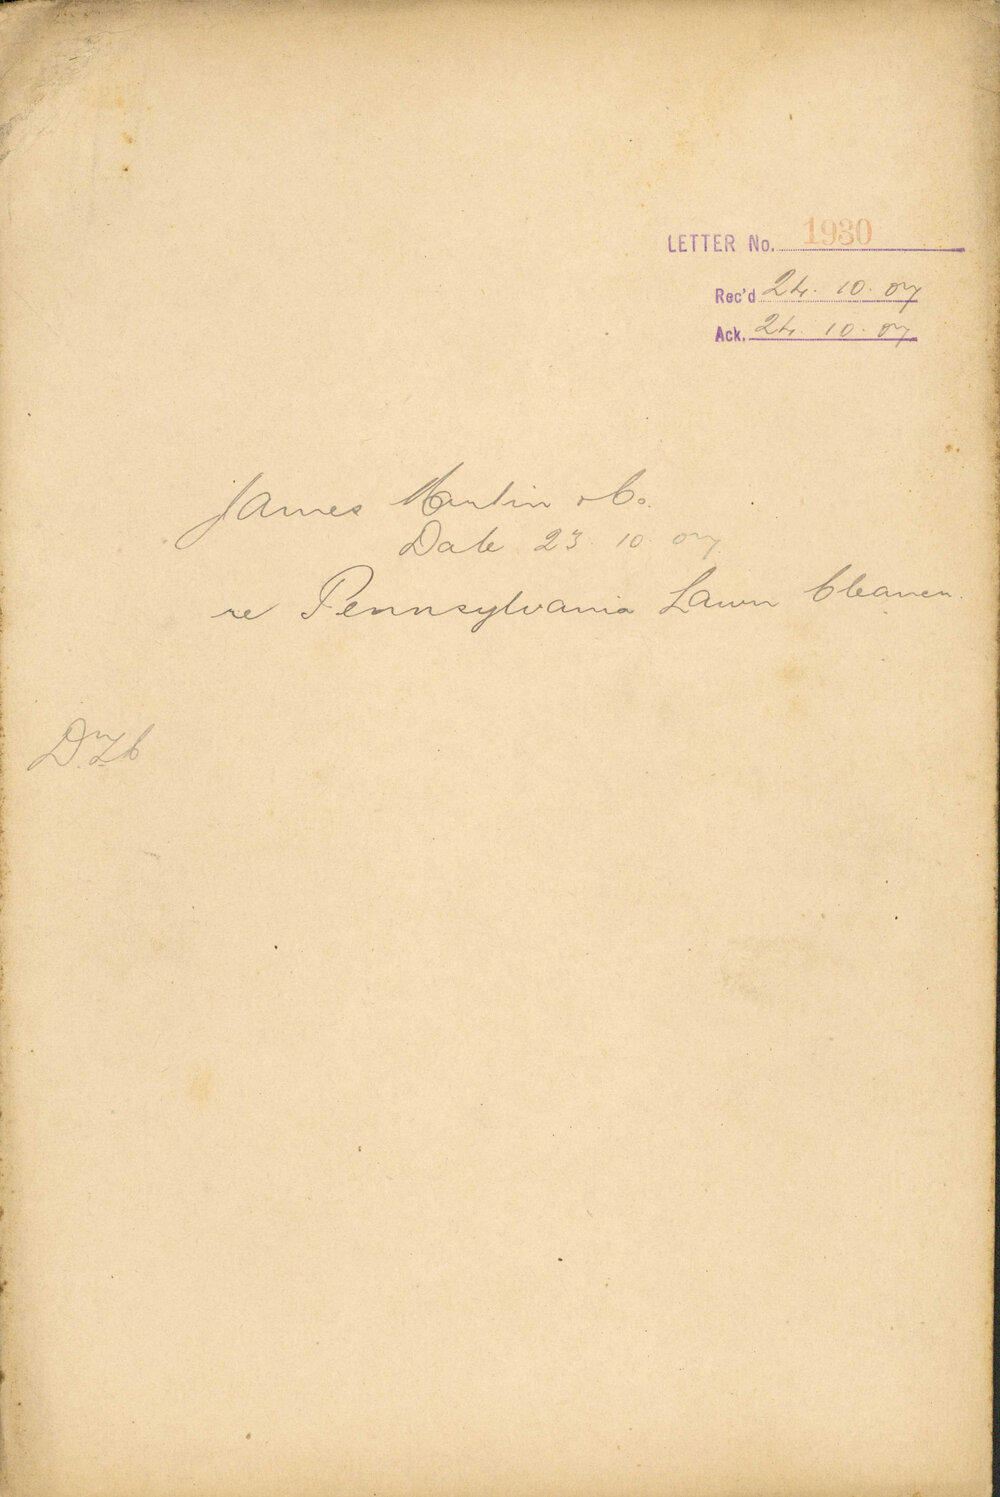 LETTER No. 1930
Rec'd 24. 10. 07
Ack. 24. 10. 07
James Martin & Co.
Date 23. 10. 07.
re Pennsylvania Lawn Cleaner.